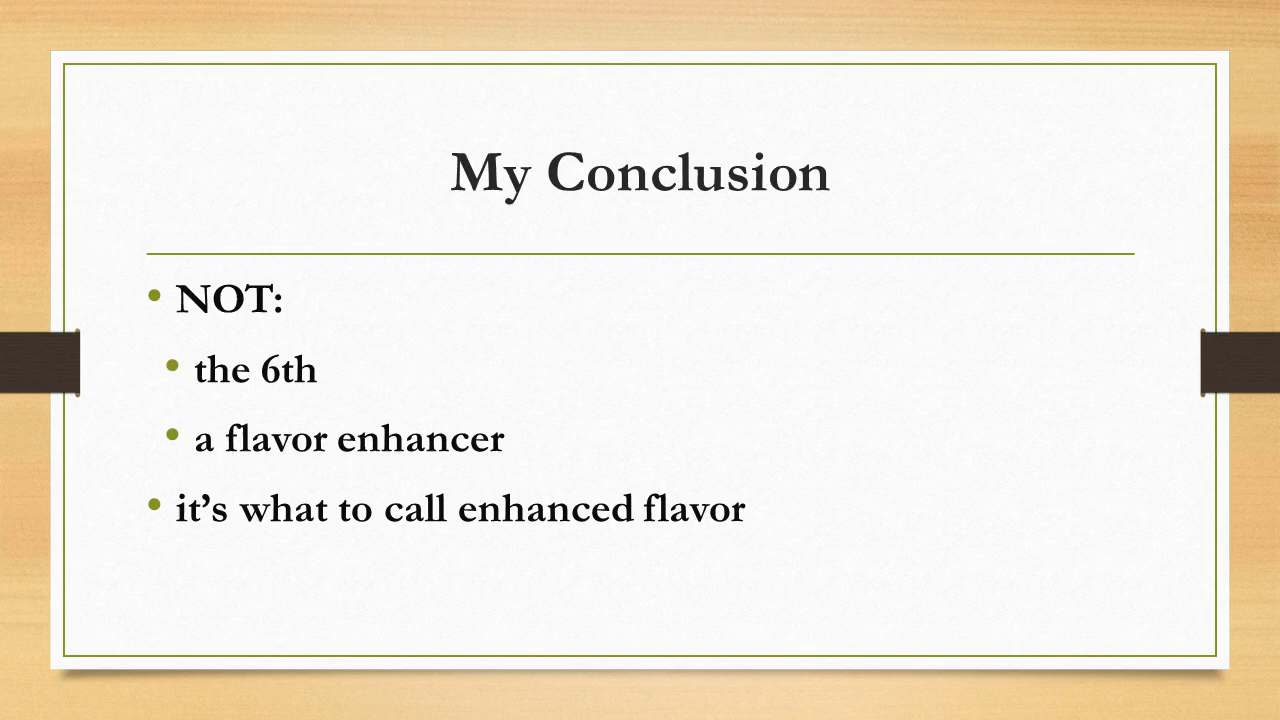 My Conclusion
• NOT:
• the 6th
• a flavor enhancer
• it’s what to call enhanced flavor